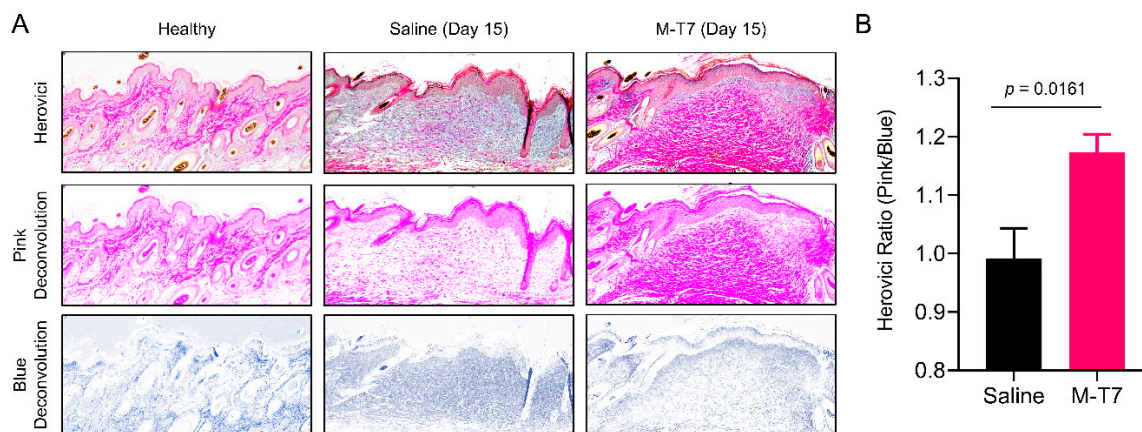 A
Healthy
Saline (Day 15)
M-T7 (Day 15)
Herovici
Pink
Deconvolution
Blue
Deconvolution
B
Herovici Ratio (Pink/Blue)
1.3
1.2
1.1
1.0
0.9
0.8
p = 0.0161
Saline
M-T7